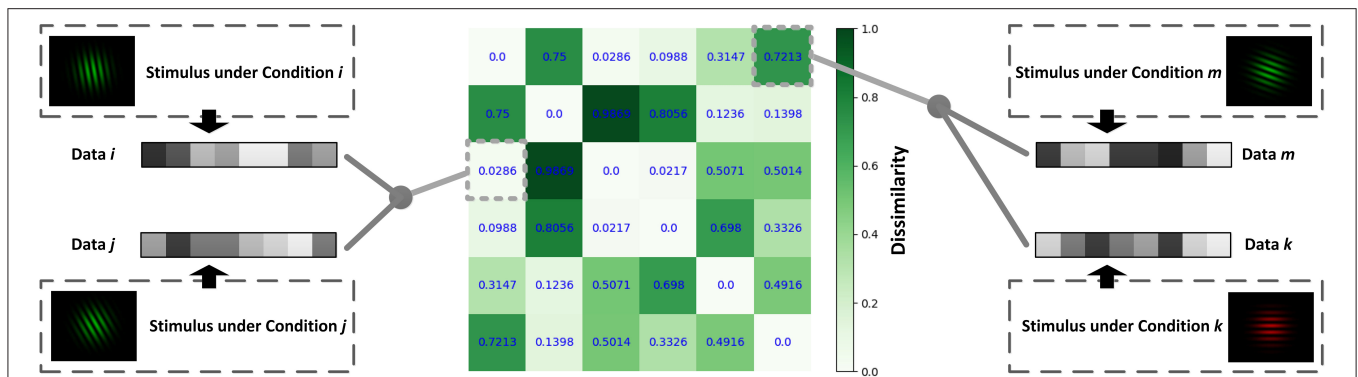 Stimulus under Condition i
Data i
Data j
Stimulus under Condition j
0.0 0.75 0.0286 0.0988 0.3147 0.7213
0.75 0.0 0.9869 0.8056 0.1236 0.1398
0.0286 0.9869 0.0 0.0217 0.5071 0.5014
0.0988 0.8056 0.0217 0.0 0.698 0.3326
0.3147 0.1236 0.5071 0.698 0.0 0.4916
0.7213 0.1398 0.5014 0.3326 0.4916 0.0
1.0
0.8
0.6
0.4
0.2
0.0
Dissimilarity
Stimulus under Condition m
Data m
Data k
Stimulus under Condition k